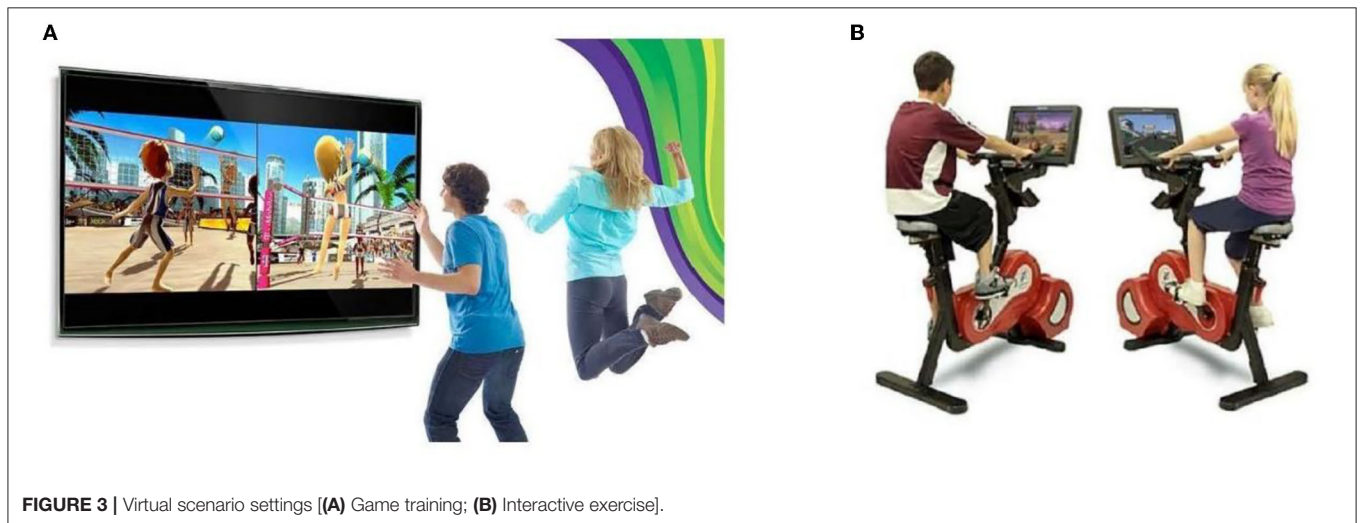 A
B
FIGURE 3 | Virtual scenario settings [(A) Game training; (B) Interactive exercise].